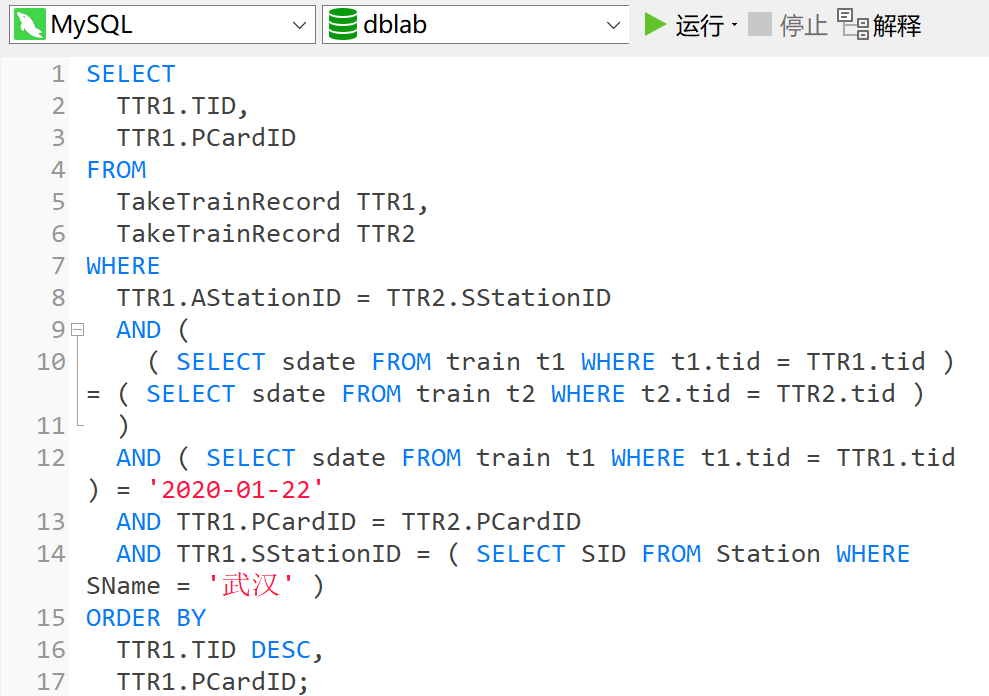 MySQL dblab 运行 停止 解释
1 SELECT
2 TTR1.TID,
3 TTR1.PCardID
4 FROM
5 TakeTrainRecord TTR1,
6 TakeTrainRecord TTR2
7 WHERE
8 TTR1.AStationID = TTR2.SStationID
9 AND (
10 ( SELECT sdate FROM train t1 WHERE t1.tid = TTR1.tid )
= ( SELECT sdate FROM train t2 WHERE t2.tid = TTR2.tid )
11 )
12 AND ( SELECT sdate FROM train t1 WHERE t1.tid = TTR1.tid
) = '2020-01-22'
13 AND TTR1.PCardID = TTR2.PCardID
14 AND TTR1.SStationID = ( SELECT SID FROM Station WHERE
SName = '武汉' )
15 ORDER BY
16 TTR1.TID DESC,
17 TTR1.PCardID;